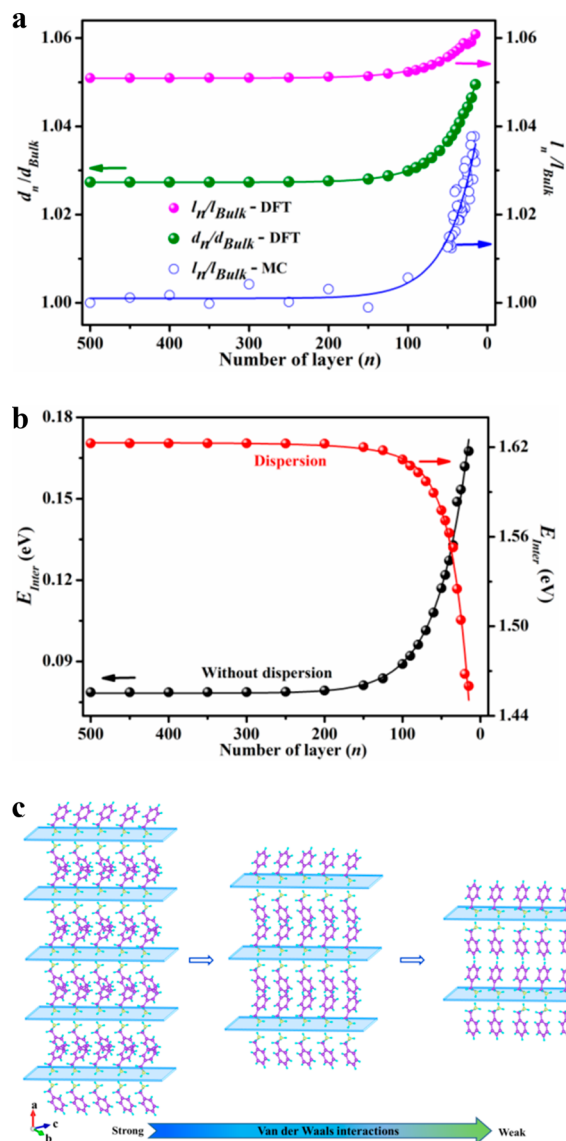 a
1.06
1.04
1.02
1.00
d_n/d_Bulk
l_n/l_Bulk - DFT
d_n/d_Bulk - DFT
l_n/l_Bulk - MC
1.06
1.04
1.02
1.00
l_n/l_Bulk
500 400 300 200 100 0
Number of layer (n)
b
0.18
0.15
0.12
0.09
E_Inter (eV)
Dispersion
Without dispersion
1.62
1.56
1.50
1.44
E_Inter (eV)
500 400 300 200 100 0
Number of layer (n)
c
a
c
b
Strong Van der Waals interactions Weak